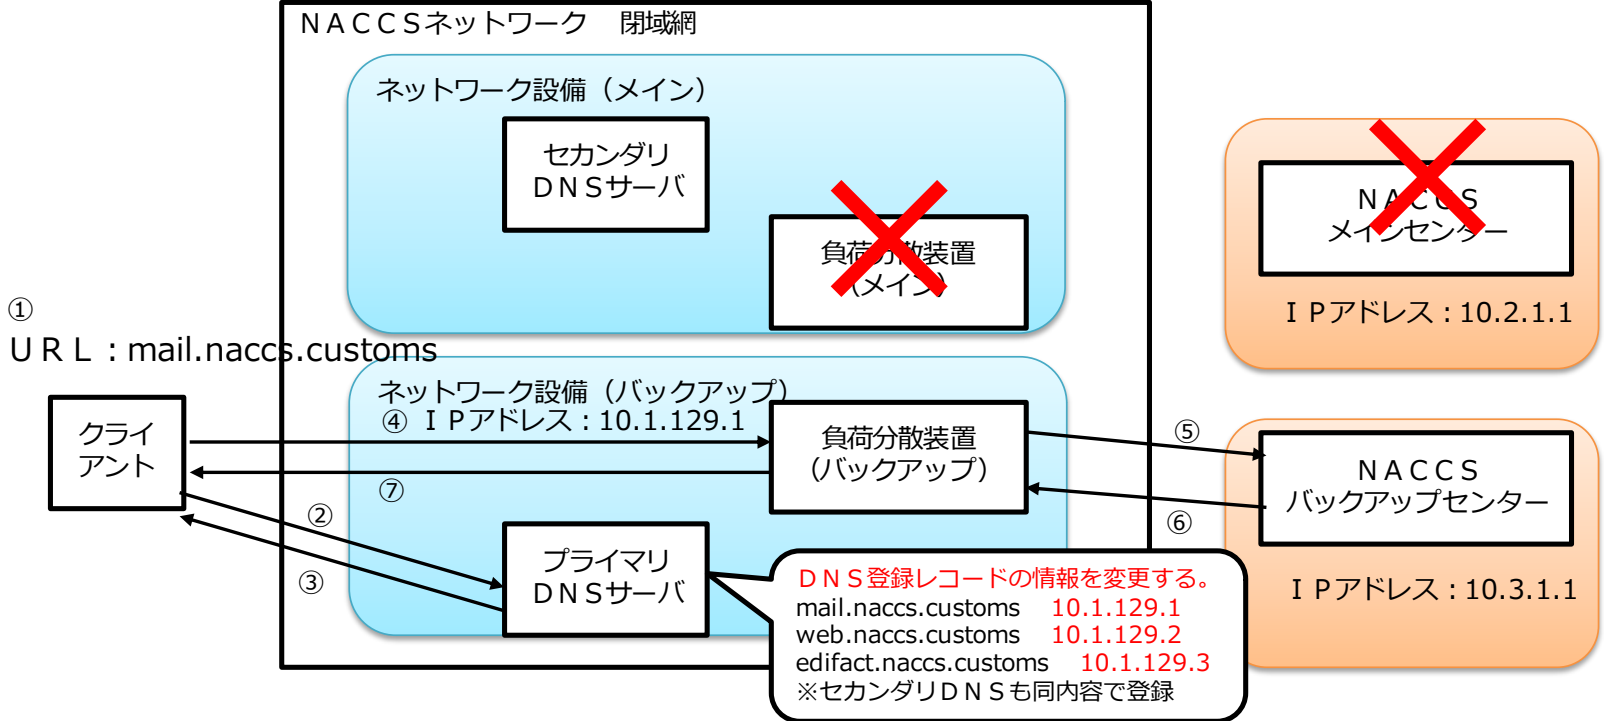 ＮＡＣＣＳネットワーク　閉域網
ネットワーク設備（メイン）
セカンダリ
ＤＮＳサーバ
負荷分散装置
（メイン）
ＮＡＣＣＳ
メインセンター
ＩＰアドレス：10.2.1.1
①
ＵＲＬ：mail.naccs.customs
ネットワーク設備（バックアップ）
④ ＩＰアドレス：10.1.129.1
クライ
アント
負荷分散装置
（バックアップ）
⑤
ＮＡＣＣＳ
バックアップセンター
⑦
②
⑥
③
プライマリ
ＤＮＳサーバ
ＤＮＳ登録レコードの情報を変更する。
mail.naccs.customs　10.1.129.1
web.naccs.customs　10.1.129.2
edifact.naccs.customs　10.1.129.3
※セカンダリＤＮＳも同内容で登録
ＩＰアドレス：10.3.1.1